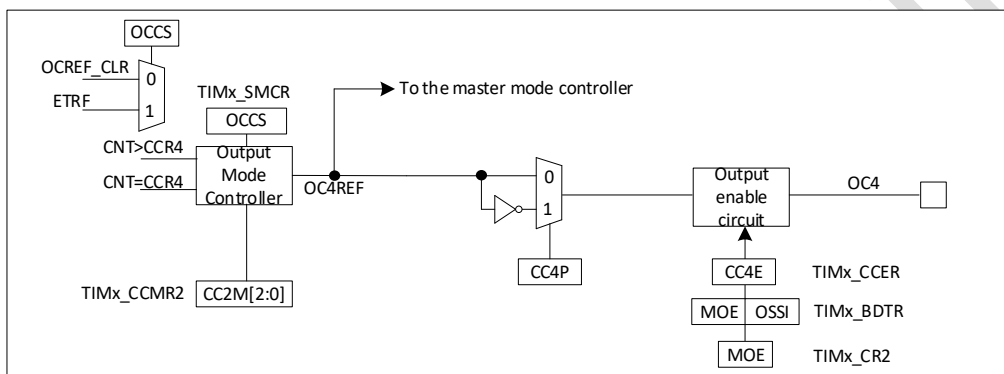 OCCS
OCREF_CLR
0
ETRF
1
TIMx_SMCR
OCCS
To the master mode controller
CNT>CCR4
CNT=CCR4
Output
Mode
Controller
OC4REF
0
1
CC4P
Output
enable
circuit
OC4
TIMx_CCMR2
CC2M[2:0]
CC4E
TIMx_CCER
MOE OSSI
TIMx_BDTR
MOE
TIMx_CR2